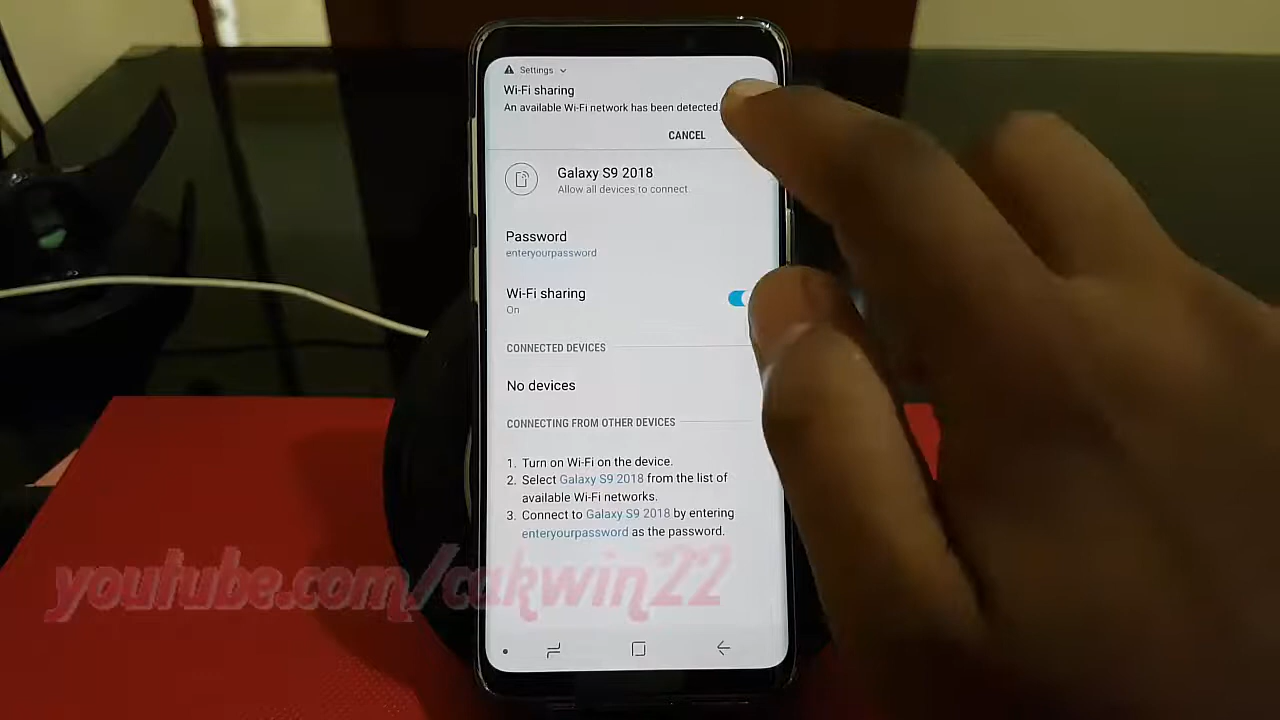 Settings
Wi-Fi sharing
An available Wi-Fi network has been detected.
CANCEL
Galaxy S9 2018
Allow all devices to connect
Password
enteryourpassword
Wi-Fi sharing
On
CONNECTED DEVICES
No devices
CONNECTING FROM OTHER DEVICES
1. Turn on Wi-Fi on the device.
2. Select Galaxy S9 2018 from the list of
available Wi-Fi networks.
3. Connect to Galaxy S9 2018 by entering
enteryourpassword as the password.
youtube.com/cakwin22